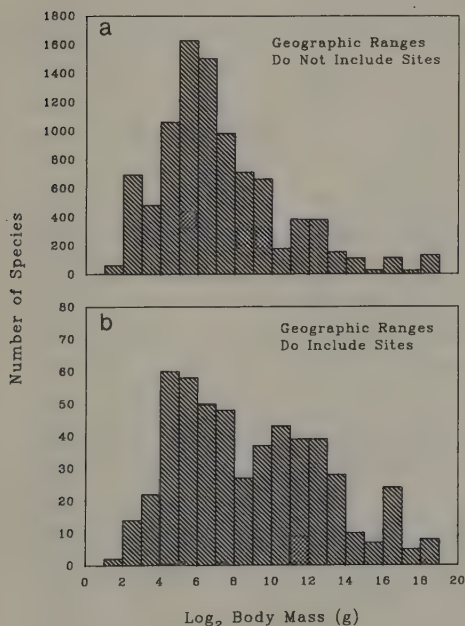 a
Geographic Ranges
Do Not Include Sites
1800
1600
1400
1200
1000
800
600
400
200
0
Number of Species
b
Geographic Ranges
Do Include Sites
80
70
60
50
40
30
20
10
0
0 2 4 6 8 10 12 14 16 18 20
Log₂ Body Mass (g)